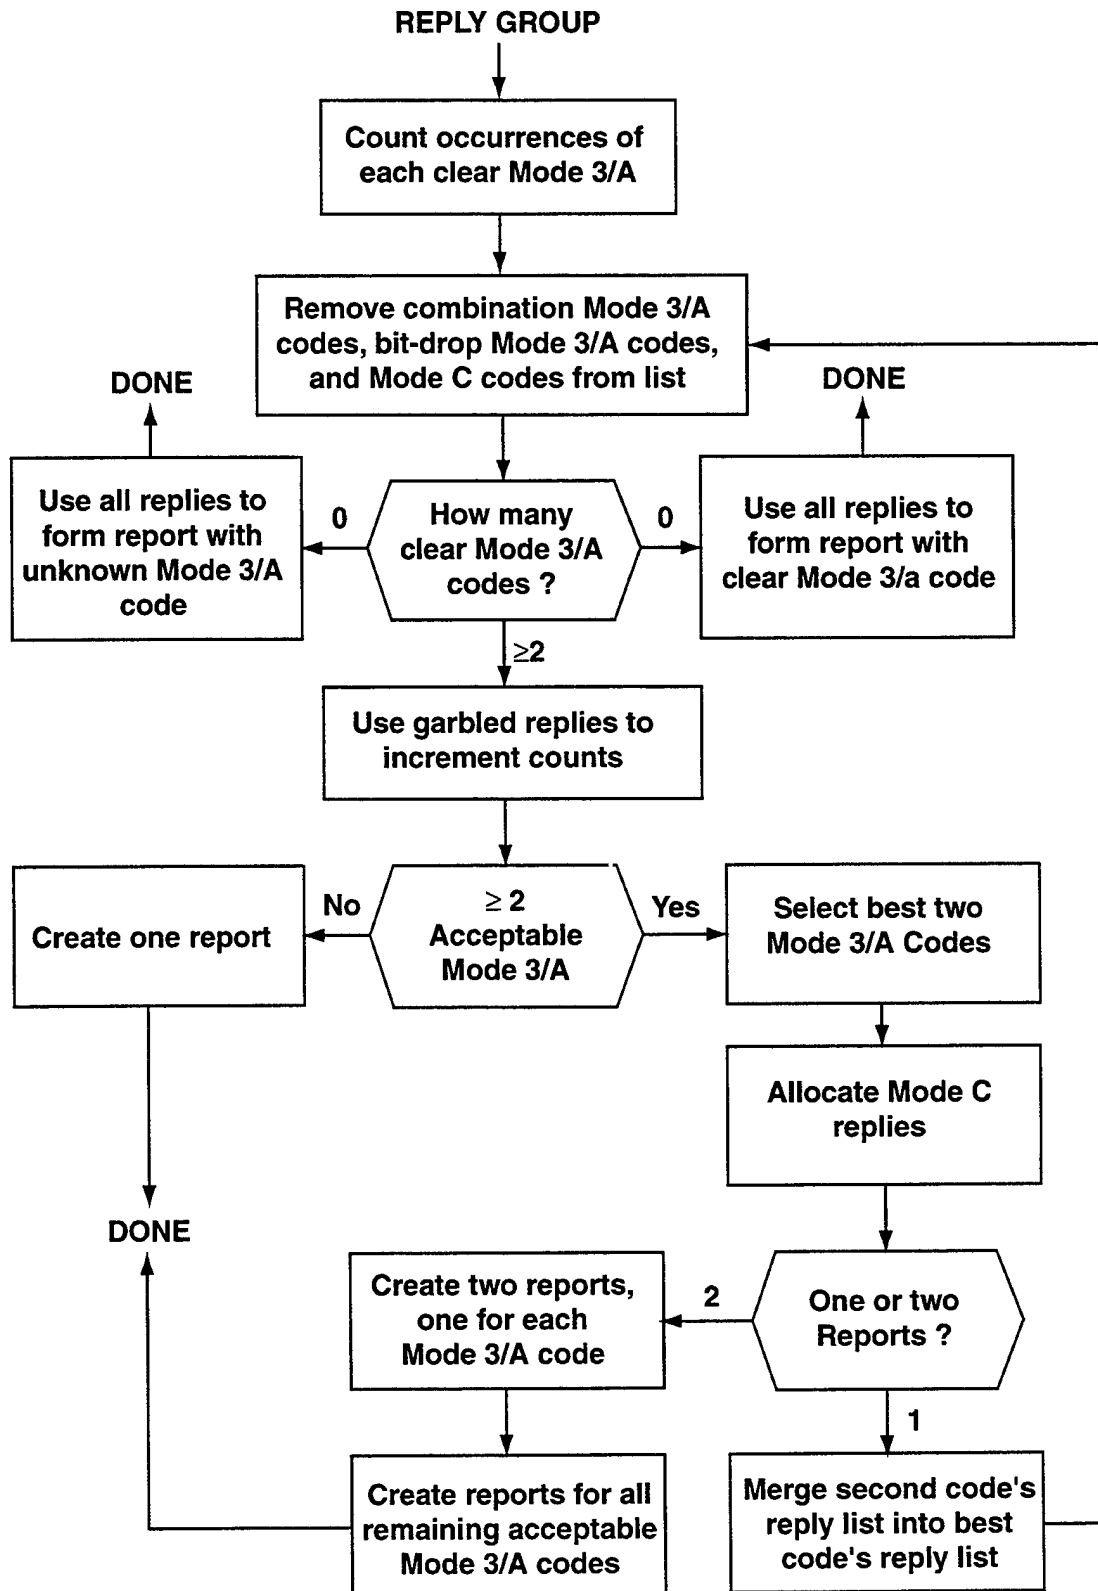 REPLY GROUP
Count occurrences of
each clear Mode 3/A
Remove combination Mode 3/A
codes, bit-drop Mode 3/A codes,
and Mode C codes from list
DONE
DONE
Use all replies to
form report with
unknown Mode 3/A
code
0
How many
clear Mode 3/A
codes ?
0
Use all replies to
form report with
clear Mode 3/a code
≥2
Use garbled replies to
increment counts
Create one report
No
≥ 2
Acceptable
Mode 3/A
Yes
Select best two
Mode 3/A Codes
Allocate Mode C
replies
DONE
Create two reports,
one for each
Mode 3/A code
2
One or two
Reports ?
1
Create reports for all
remaining acceptable
Mode 3/A codes
Merge second code's
reply list into best
code's reply list